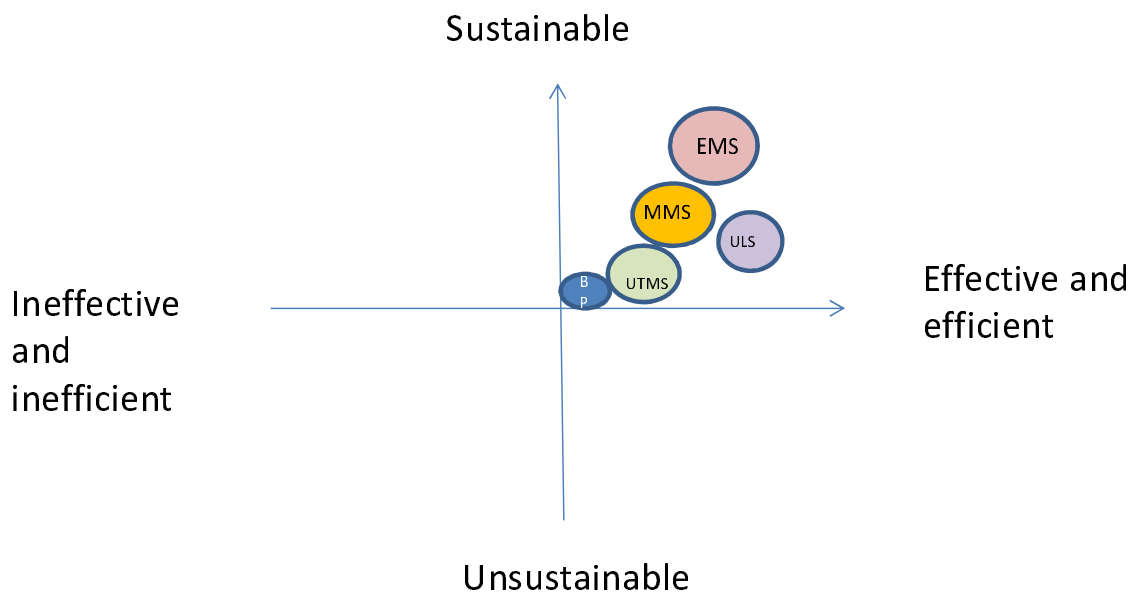 Sustainable
EMS
MMS
ULS
UTMS
B
P
Ineffective
and
inefficient
Effective and
efficient
Unsustainable